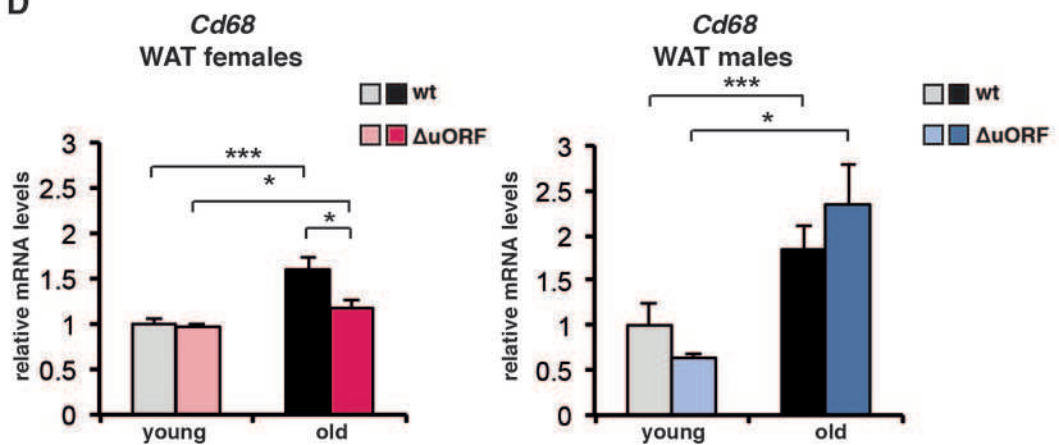 D
Cd68
WAT females
wt
ΔuORF
relative mRNA levels
3
2.5
2
1.5
1
0.5
0
***
*
*
young old
Cd68
WAT males
wt
ΔuORF
relative mRNA levels
3
2.5
2
1.5
1
0.5
0
***
*
young old